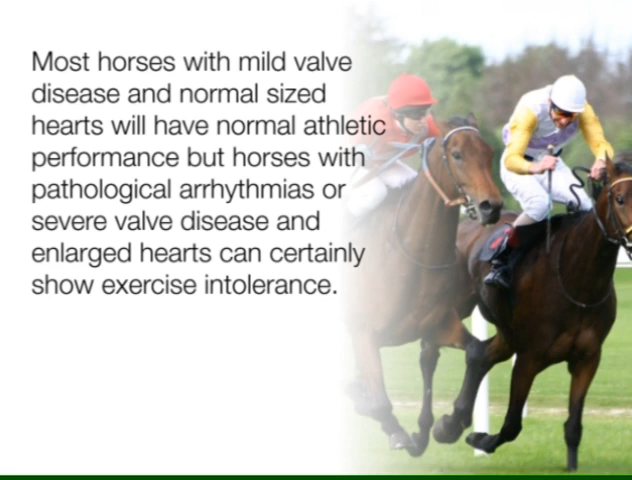 Most horses with mild valve
disease and normal sized
hearts will have normal athletic
performance but horses with
pathological arrhythmias or
severe valve disease and
enlarged hearts can certainly
show exercise intolerance.